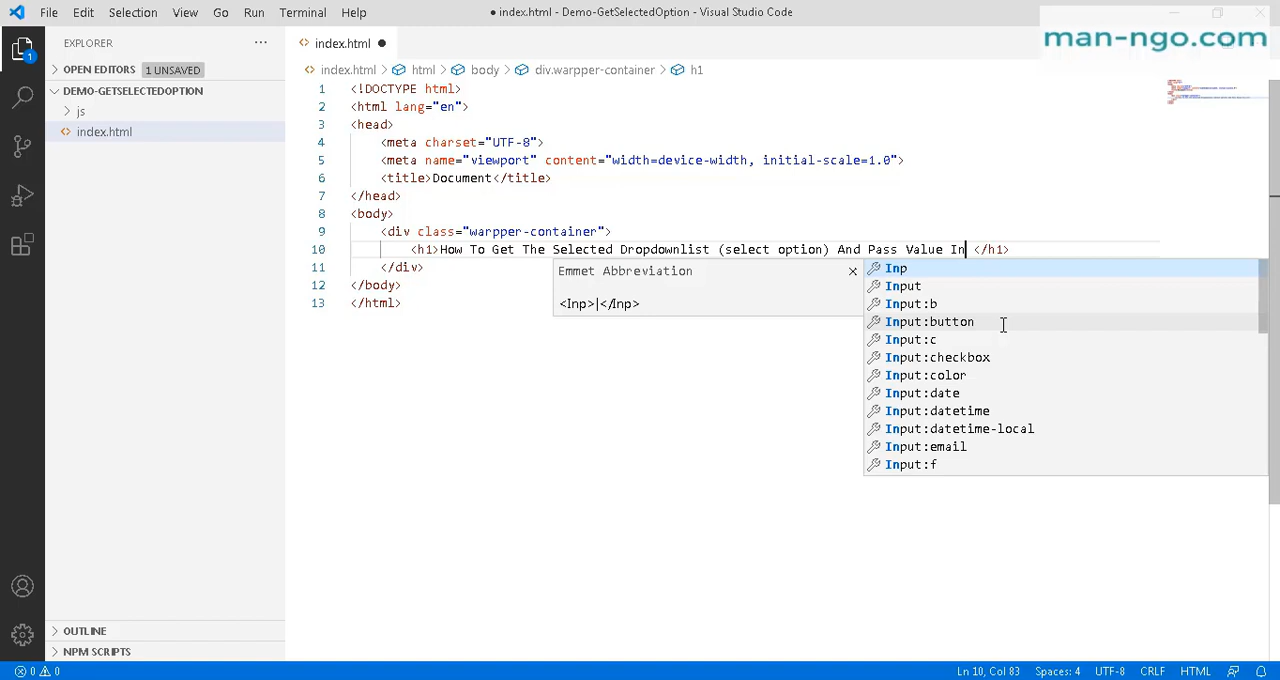 File Edit Selection View Go Run Terminal Help
● index.html - Demo-GetSelectedOption - Visual Studio Code
man-ngo.com
EXPLORER
index.html
OPEN EDITORS 1 UNSAVED
DEMO-GETSELECTEDOPTION
js
index.html
OUTLINE
NPM SCRIPTS
1
index.html > html > body > div.warpper-container > h1
1 <!DOCTYPE html>
2 <html lang="en">
3 <head>
4 <meta charset="UTF-8">
5 <meta name="viewport" content="width=device-width, initial-scale=1.0">
6 <title>Document</title>
7 </head>
8 <body>
9 <div class="warpper-container">
10 <h1>How To Get The Selected Dropdownlist (select option) And Pass Value In </h1>
11 </div>
12 </body>
13 </html>
Emmet Abbreviation
<Inp>|</Inp>
Inp
Input
Input:b
Input:button
Input:c
Input:checkbox
Input:color
Input:date
Input:datetime
Input:datetime-local
Input:email
Input:f
0 0
Ln 10, Col 83 Spaces: 4 UTF-8 CRLF HTML